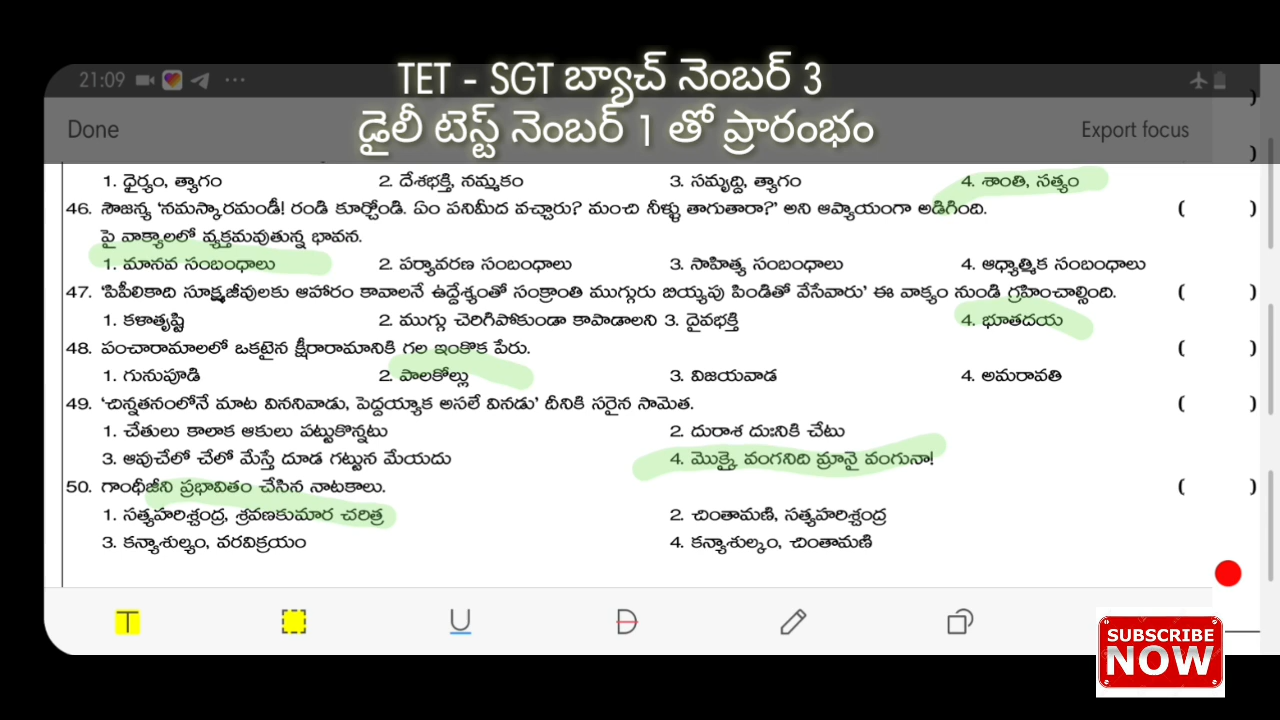 TET - SGT బ్యాచ్ నెంబర్ 3
21:09
డైలీ టెస్ట్ నెంబర్ 1 తో ప్రారంభం
Done
Export focus
1. ధైర్యం, త్యాగం 2. దేశభక్తి, నమ్మకం 3. సమృద్ధి, త్యాగం 4. శాంతి, సత్యం
46. సౌజన్య 'నమస్కారమండీ! రండి కూర్చోండి. ఏం పనిమీద వచ్చారు? మంచి నీళ్ళు తాగుతారా?' అని ఆప్యాయంగా అడిగింది. ( )
పై వాక్యాలలో వ్యక్తమవుతున్న భావన.
1. మానవ సంబంధాలు 2. పర్యావరణ సంబంధాలు 3. సాహిత్య సంబంధాలు 4. ఆధ్యాత్మిక సంబంధాలు
47. 'పిపీలికాది సూక్ష్మజీవులకు ఆహారం కావాలనే ఉద్దేశ్యంతో సంక్రాంతి ముగ్గురు బియ్యపు పిండితో వేసేవారు' ఈ వాక్యం నుండి గ్రహించాల్సింది. ( )
1. కళాతృష్టి 2. ముగ్గు చెరిగిపోకుండా కాపాడాలని 3. దైవభక్తి 4. భూతదయ
48. పంచారామాలలో ఒకటైన క్షీరారామానికి గల ఇంకొక పేరు. ( )
1. గునుపూడి 2. పాలకోల్లు 3. విజయవాడ 4. అమరావతి
49. 'చిన్నతనంలోనే మాట విననివాడు, పెద్దయ్యాక అసలే వినడు' దీనికి సరైన సామెత. ( )
1. చేతులు కాలాక ఆకులు పట్టుకొన్నటు 2. దురాశ దుఃనికి చేటు
3. ఆవుచేలో చేలో మేస్తే దూడ గట్టున మేయదు 4. మొక్కై వంగనిది మ్రానై వంగునా!
50. గాంధీజీని ప్రభావితం చేసిన నాటకాలు. ( )
1. సత్యహరిశ్చంద్ర, శ్రవణకుమార చరిత్ర 2. చింతామణి, సత్యహరిశ్చంద్ర
3. కన్యాశుల్యం, వరవిక్రయం 4. కన్యాశుల్కం, చింతామణి
SUBSCRIBE
NOW